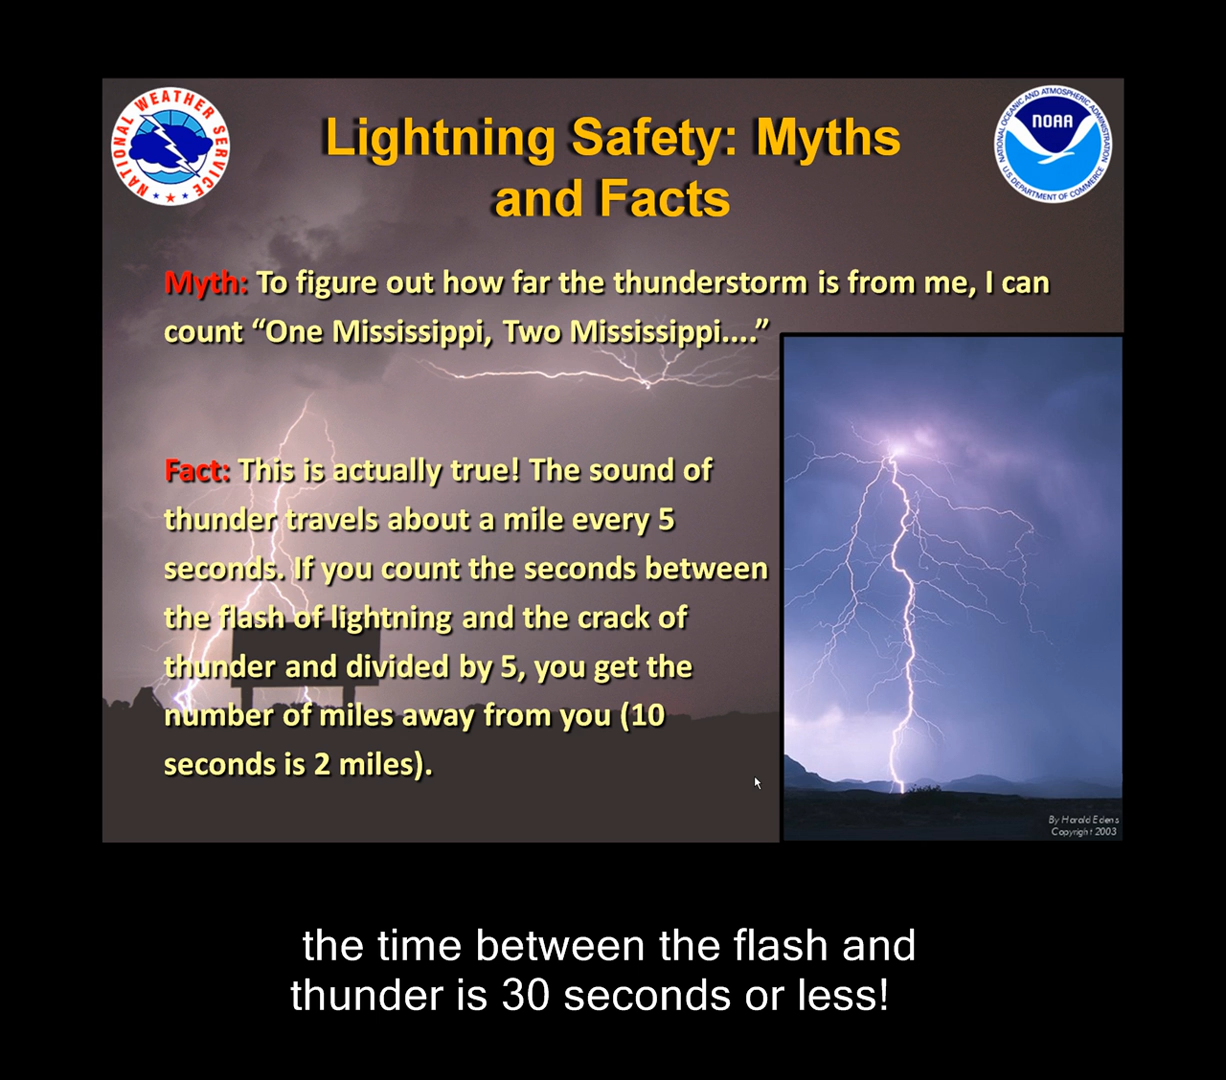 NATIONAL WEATHER SERVICE
NATIONAL OCEANIC AND ATMOSPHERIC ADMINISTRATION
NOAA
U.S. DEPARTMENT OF COMMERCE
Lightning Safety: Myths
and Facts
Myth: To figure out how far the thunderstorm is from me, I can
count “One Mississippi, Two Mississippi....”
Fact: This is actually true! The sound of
thunder travels about a mile every 5
seconds. If you count the seconds between
the flash of lightning and the crack of
thunder and divided by 5, you get the
number of miles away from you (10
seconds is 2 miles).
By Harald Edens
Copyright 2003
the time between the flash and
thunder is 30 seconds or less!